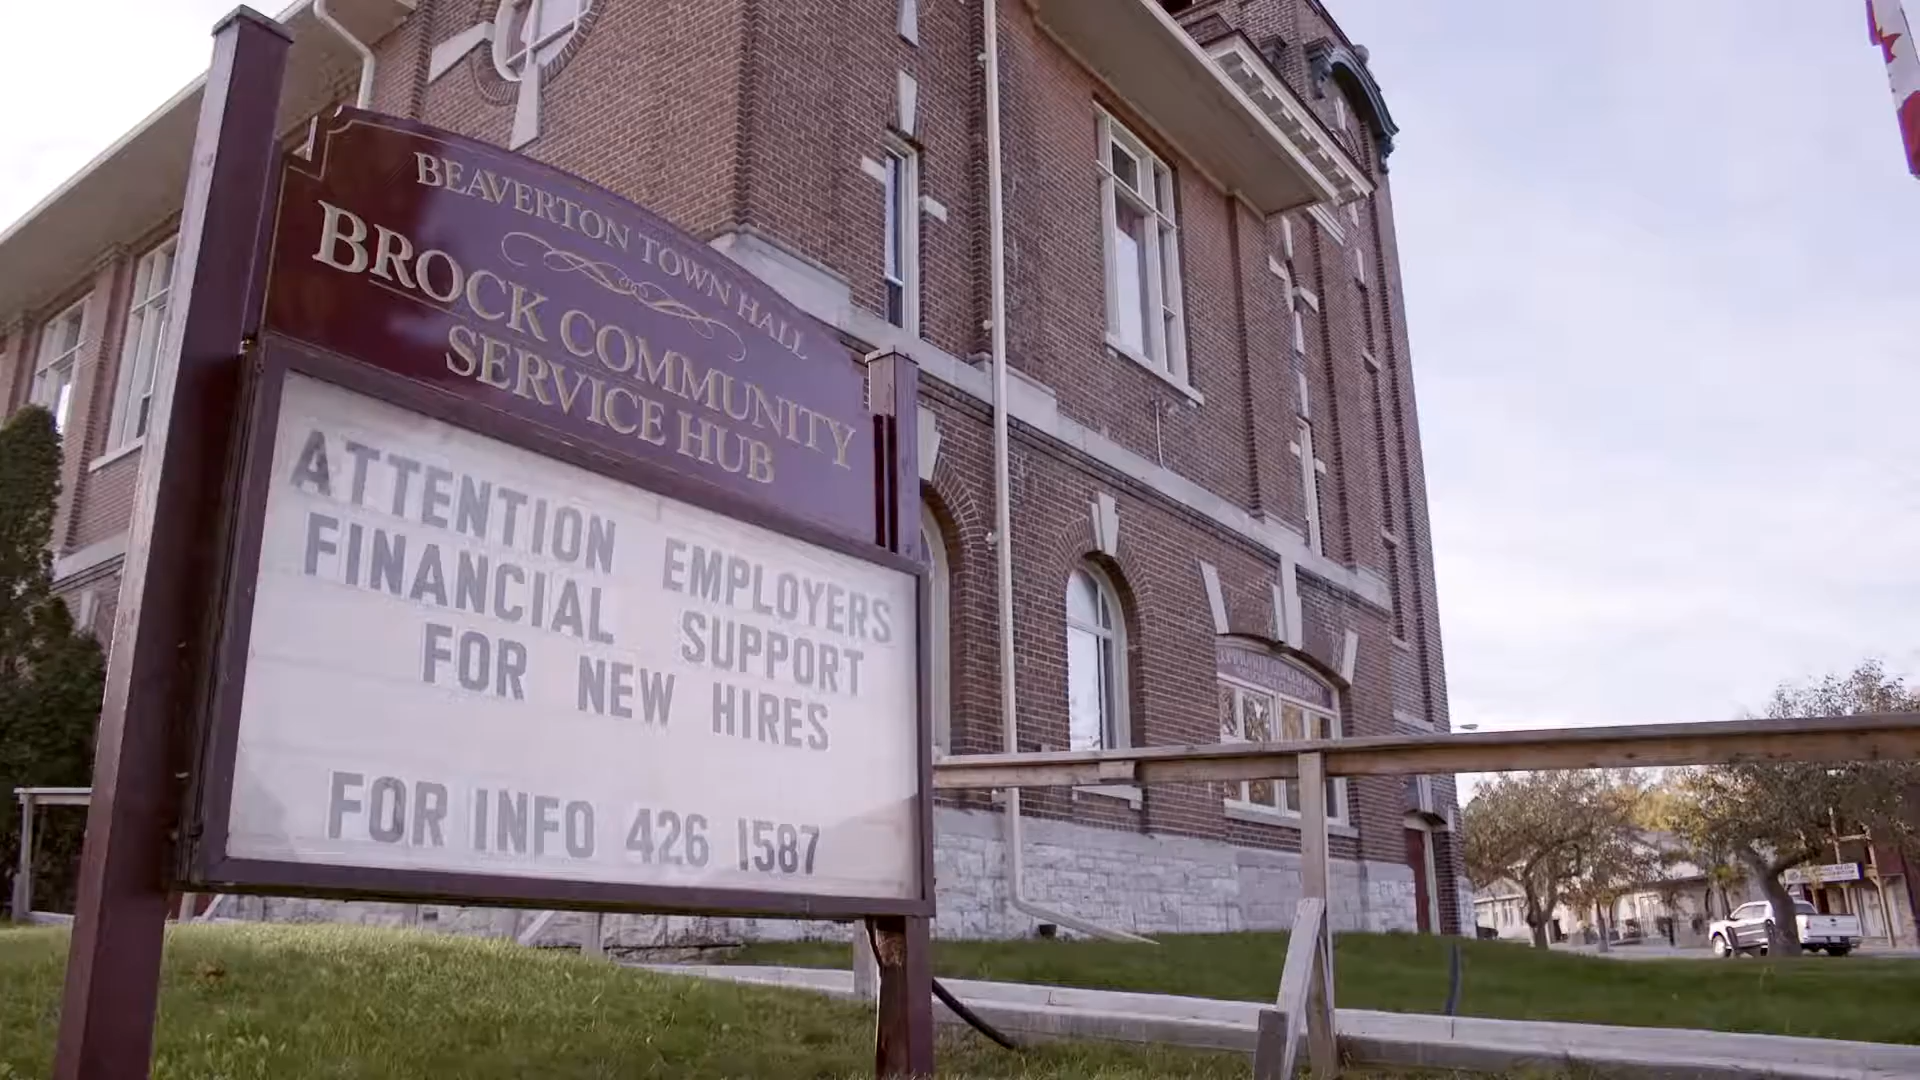 BEAVERTON TOWN HALL
BROCK COMMUNITY
SERVICE HUB
ATTENTION EMPLOYERS
FINANCIAL SUPPORT
FOR NEW HIRES
FOR INFO 426 1587